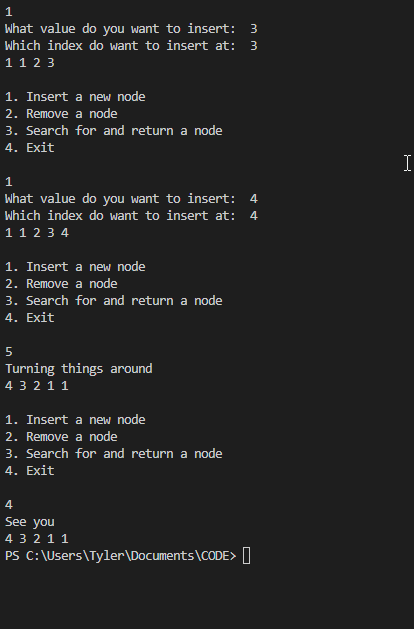 1
What value do you want to insert:  3
Which index do want to insert at:  3
1 1 2 3
1. Insert a new node
2. Remove a node
3. Search for and return a node
4. Exit
1
What value do you want to insert:  4
Which index do want to insert at:  4
1 1 2 3 4
1. Insert a new node
2. Remove a node
3. Search for and return a node
4. Exit
5
Turning things around
4 3 2 1 1
1. Insert a new node
2. Remove a node
3. Search for and return a node
4. Exit
4
See you
4 3 2 1 1
PS C:\Users\Tyler\Documents\CODE>